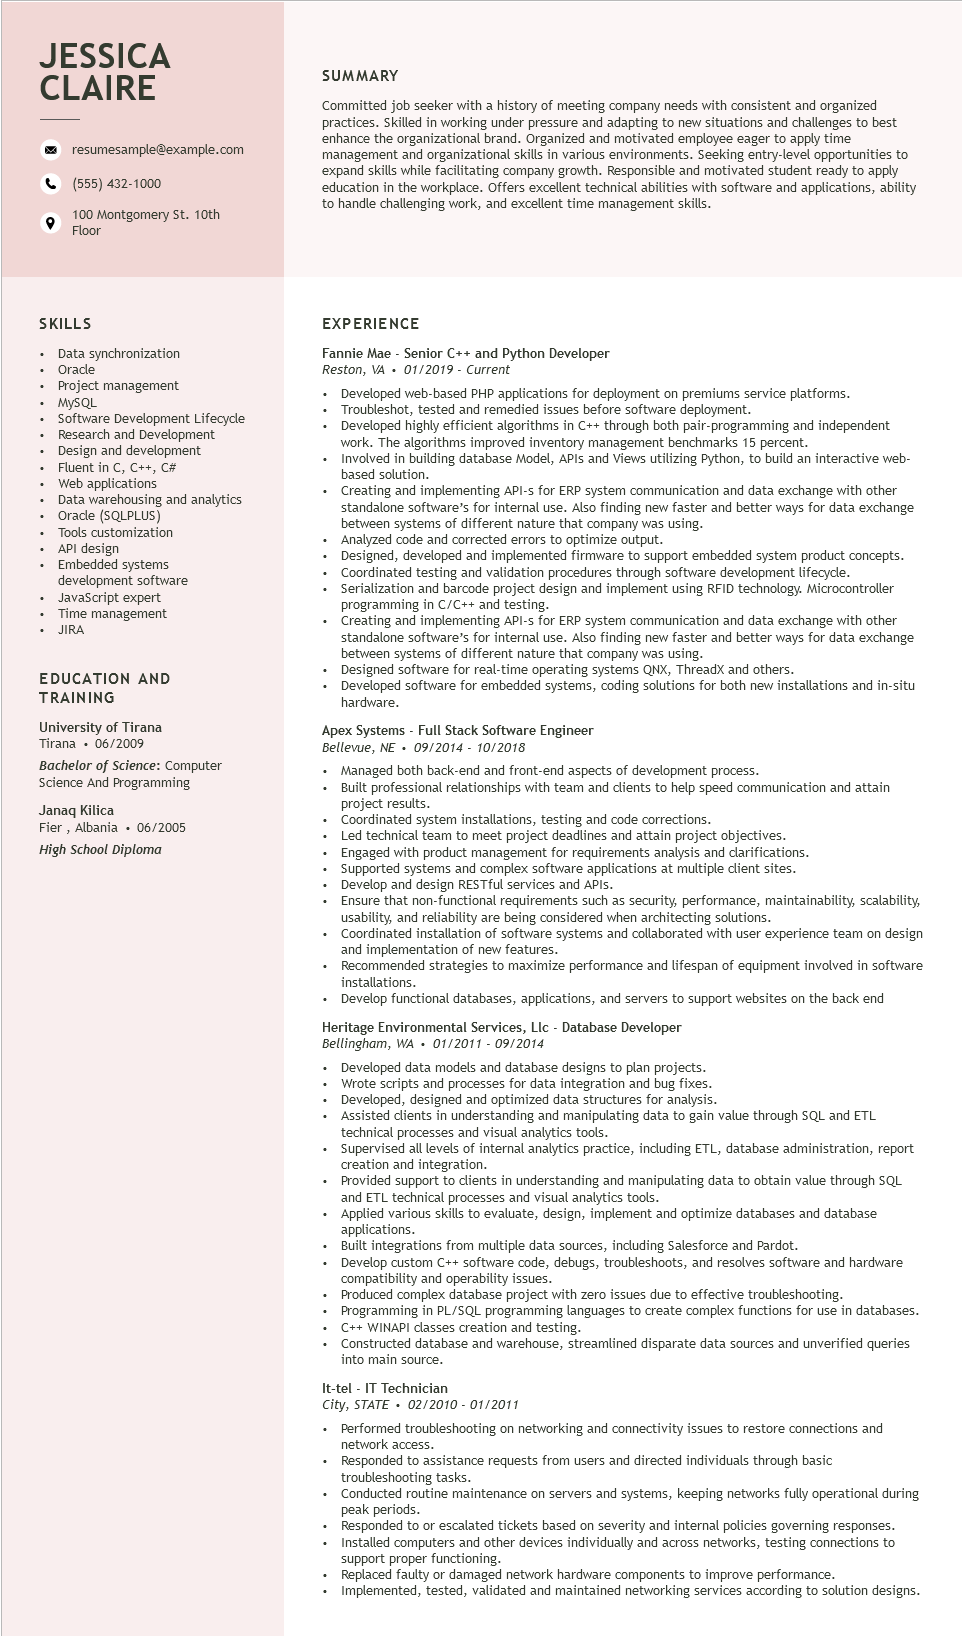 JESSICA
CLAIRE
resumesample@example.com
(555) 432-1000
100 Montgomery St. 10th
Floor
SUMMARY
Committed job seeker with a history of meeting company needs with consistent and organized
practices. Skilled in working under pressure and adapting to new situations and challenges to best
enhance the organizational brand. Organized and motivated employee eager to apply time
management and organizational skills in various environments. Seeking entry-level opportunities to
expand skills while facilitating company growth. Responsible and motivated student ready to apply
education in the workplace. Offers excellent technical abilities with software and applications, ability
to handle challenging work, and excellent time management skills.
SKILLS
• Data synchronization
• Oracle
• Project management
• MySQL
• Software Development Lifecycle
• Research and Development
• Design and development
• Fluent in C, C++, C#
• Web applications
• Data warehousing and analytics
• Oracle (SQLPLUS)
• Tools customization
• API design
• Embedded systems
development software
• JavaScript expert
• Time management
• JIRA
EDUCATION AND
TRAINING
University of Tirana
Tirana • 06/2009
Bachelor of Science: Computer
Science And Programming
Janaq Kilica
Fier , Albania • 06/2005
High School Diploma
EXPERIENCE
Fannie Mae - Senior C++ and Python Developer
Reston, VA • 01/2019 - Current
• Developed web-based PHP applications for deployment on premiums service platforms.
• Troubleshot, tested and remedied issues before software deployment.
• Developed highly efficient algorithms in C++ through both pair-programming and independent
work. The algorithms improved inventory management benchmarks 15 percent.
• Involved in building database Model, APIs and Views utilizing Python, to build an interactive web-
based solution.
• Creating and implementing API-s for ERP system communication and data exchange with other
standalone software's for internal use. Also finding new faster and better ways for data exchange
between systems of different nature that company was using.
• Analyzed code and corrected errors to optimize output.
• Designed, developed and implemented firmware to support embedded system product concepts.
• Coordinated testing and validation procedures through software development lifecycle.
• Serialization and barcode project design and implement using RFID technology. Microcontroller
programming in C/C++ and testing.
• Creating and implementing API-s for ERP system communication and data exchange with other
standalone software's for internal use. Also finding new faster and better ways for data exchange
between systems of different nature that company was using.
• Designed software for real-time operating systems QNX, ThreadX and others.
• Developed software for embedded systems, coding solutions for both new installations and in-situ
hardware.
Apex Systems - Full Stack Software Engineer
Bellevue, NE • 09/2014 - 10/2018
• Managed both back-end and front-end aspects of development process.
• Built professional relationships with team and clients to help speed communication and attain
project results.
• Coordinated system installations, testing and code corrections.
• Led technical team to meet project deadlines and attain project objectives.
• Engaged with product management for requirements analysis and clarifications.
• Supported systems and complex software applications at multiple client sites.
• Develop and design RESTful services and APIs.
• Ensure that non-functional requirements such as security, performance, maintainability, scalability,
usability, and reliability are being considered when architecting solutions.
• Coordinated installation of software systems and collaborated with user experience team on design
and implementation of new features.
• Recommended strategies to maximize performance and lifespan of equipment involved in software
installations.
• Develop functional databases, applications, and servers to support websites on the back end
Heritage Environmental Services, Llc - Database Developer
Bellingham, WA • 01/2011 - 09/2014
• Developed data models and database designs to plan projects.
• Wrote scripts and processes for data integration and bug fixes.
• Developed, designed and optimized data structures for analysis.
• Assisted clients in understanding and manipulating data to gain value through SQL and ETL
technical processes and visual analytics tools.
• Supervised all levels of internal analytics practice, including ETL, database administration, report
creation and integration.
• Provided support to clients in understanding and manipulating data to obtain value through SQL
and ETL technical processes and visual analytics tools.
• Applied various skills to evaluate, design, implement and optimize databases and database
applications.
• Built integrations from multiple data sources, including Salesforce and Pardot.
• Develop custom C++ software code, debugs, troubleshoots, and resolves software and hardware
compatibility and operability issues.
• Produced complex database project with zero issues due to effective troubleshooting.
• Programming in PL/SQL programming languages to create complex functions for use in databases.
• C++ WINAPI classes creation and testing.
• Constructed database and warehouse, streamlined disparate data sources and unverified queries
into main source.
It-tel - IT Technician
City, STATE • 02/2010 - 01/2011
• Performed troubleshooting on networking and connectivity issues to restore connections and
network access.
• Responded to assistance requests from users and directed individuals through basic
troubleshooting tasks.
• Conducted routine maintenance on servers and systems, keeping networks fully operational during
peak periods.
• Responded to or escalated tickets based on severity and internal policies governing responses.
• Installed computers and other devices individually and across networks, testing connections to
support proper functioning.
• Replaced faulty or damaged network hardware components to improve performance.
• Implemented, tested, validated and maintained networking services according to solution designs.